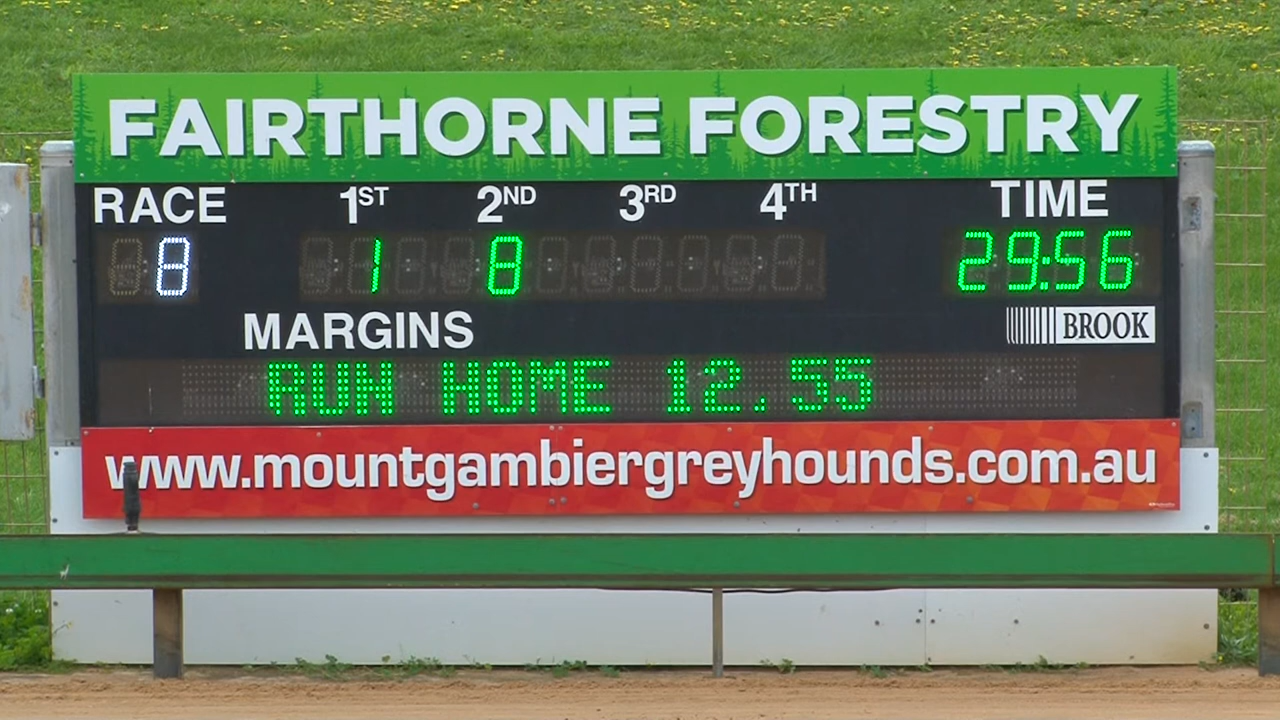 FAIRTHORNE FORESTRY
RACE 1ST 2ND 3RD 4TH TIME
8 1 8 29:56
MARGINS BROOK
RUN HOME 12.55
www.mountgambiergreyhounds.com.au